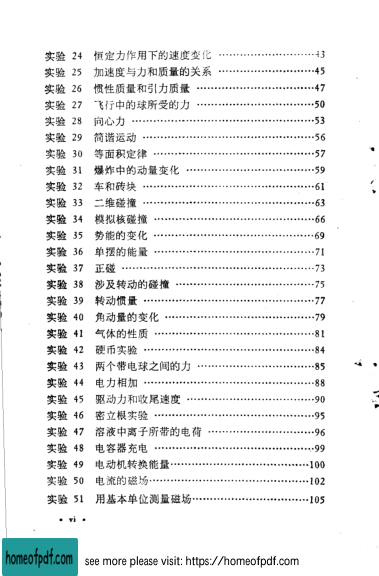 实验 24 恒定力作用下的速度变化 ……………… 43
实验 25 加速度与力和质量的关系 ……………… 45
实验 26 惯性质量和引力质量 ……………… 47
实验 27 飞行中的球所受的力 ……………… 50
实验 28 向心力 ……………… 53
实验 29 简谐运动 ……………… 56
实验 30 等面积定律 ……………… 57
实验 31 爆炸中的动量变化 ……………… 59
实验 32 车和砖块 ……………… 61
实验 33 二维碰撞 ……………… 63
实验 34 模拟核碰撞 ……………… 66
实验 35 势能的变化 ……………… 69
实验 36 单摆的能量 ……………… 71
实验 37 正碰 ……………… 73
实验 38 涉及转动的碰撞 ……………… 75
实验 39 转动惯量 ……………… 77
实验 40 角动量的变化 ……………… 79
实验 41 气体的性质 ……………… 81
实验 42 硬币实验 ……………… 84
实验 43 两个带电球之间的力 ……………… 85
实验 44 电力相加 ……………… 88
实验 45 驱动力和收尾速度 ……………… 90
实验 46 密立根实验 ……………… 95
实验 47 溶液中离子所带的电荷 ……………… 96
实验 48 电容器充电 ……………… 99
实验 49 电动机转换能量 ……………… 100
实验 50 电流的磁场 ……………… 102
实验 51 用基本单位测量磁场 ……………… 105
• vi •
homeofpdf.com see more please visit: https://homeofpdf.com